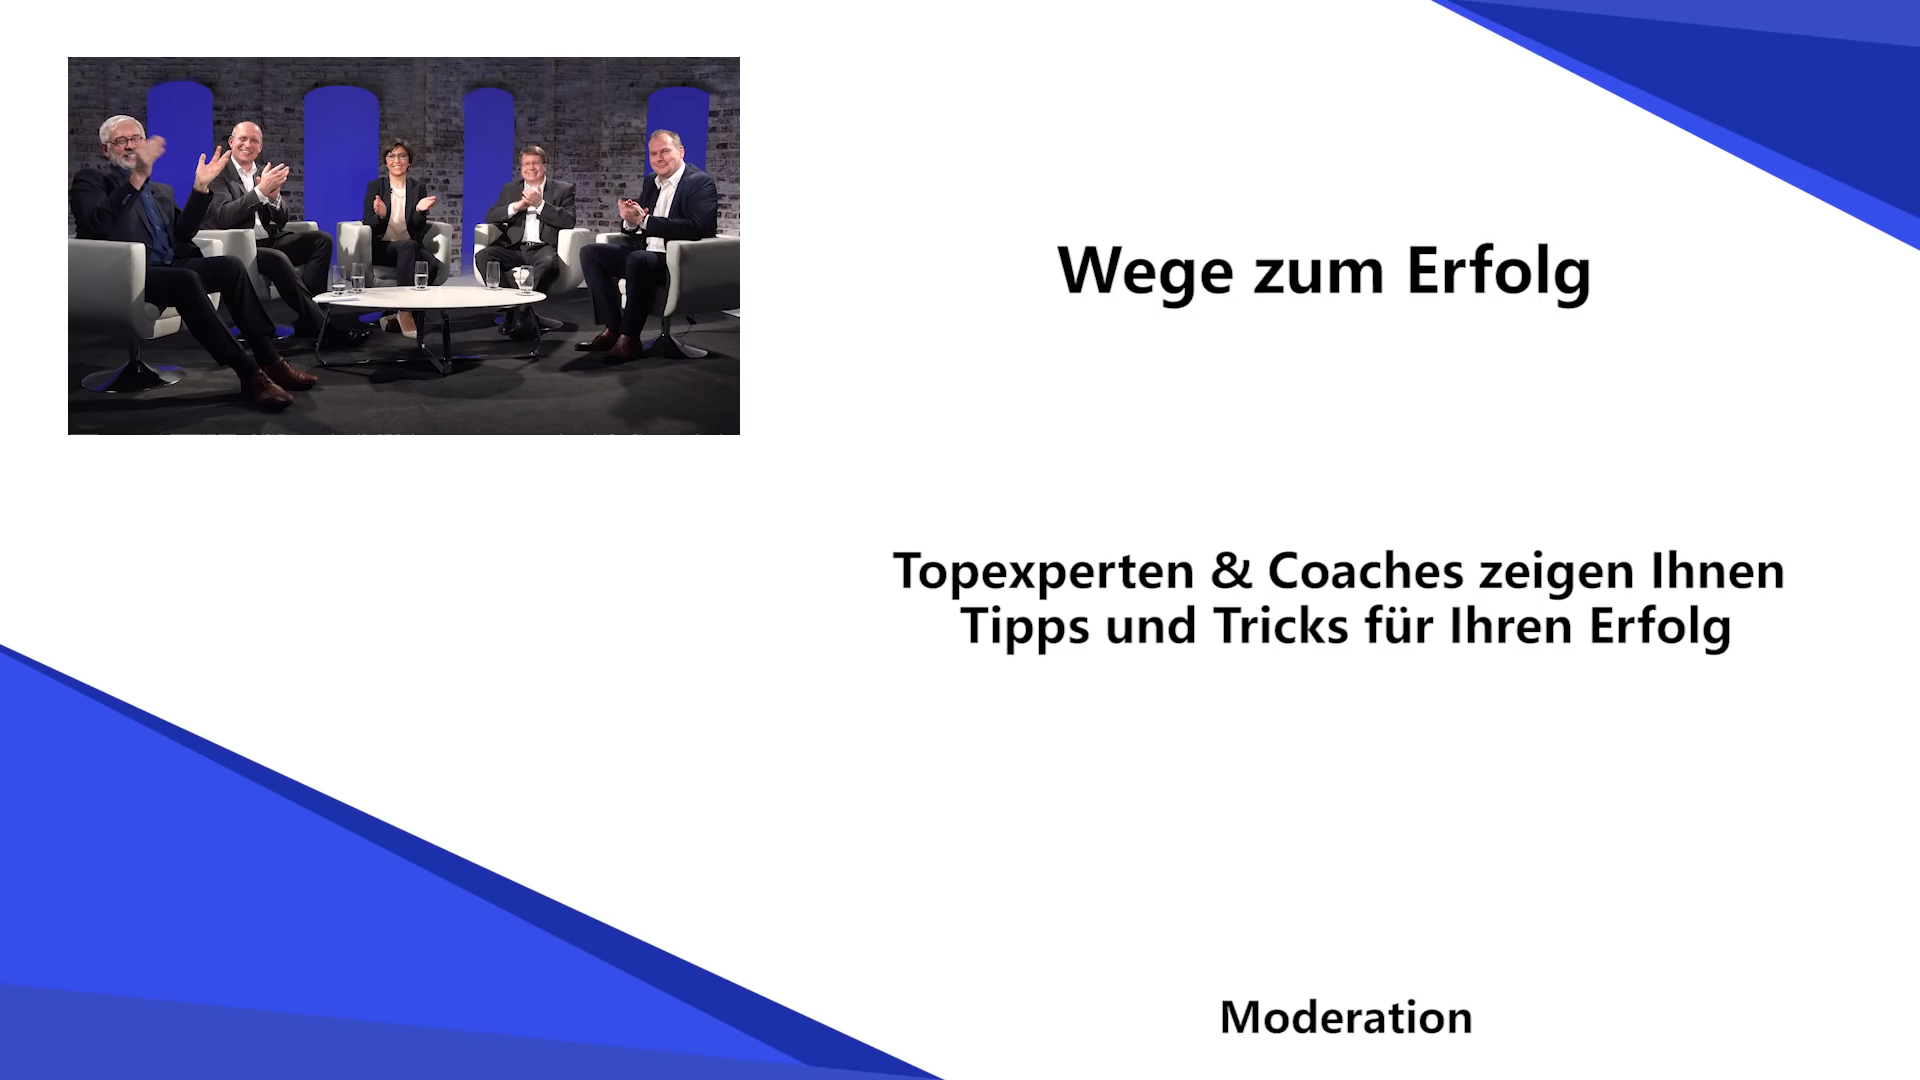 Wege zum Erfolg
Topexperten & Coaches zeigen Ihnen
Tipps und Tricks für Ihren Erfolg
Moderation